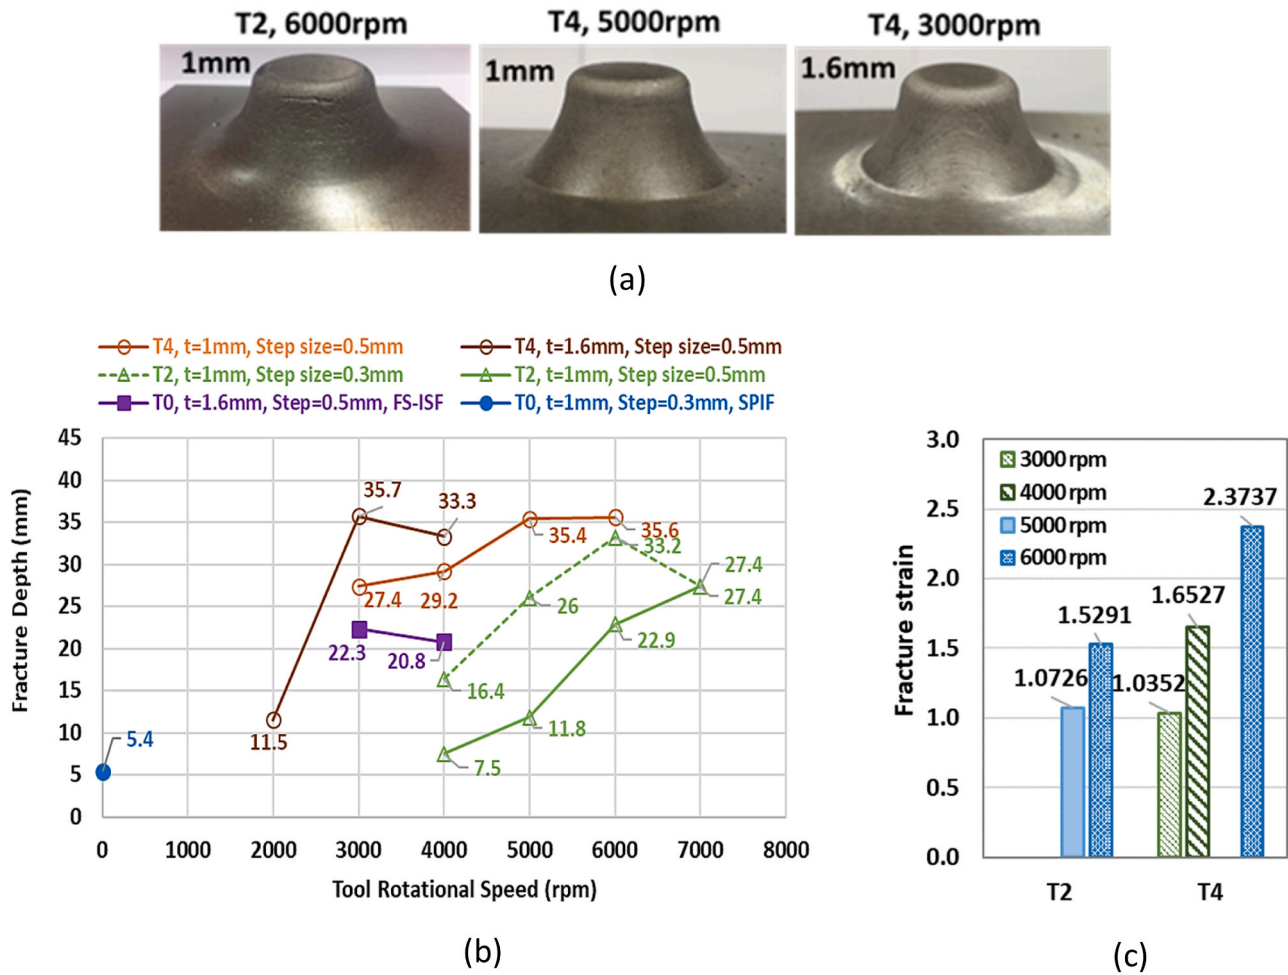 T2, 6000rpm
T4, 5000rpm
T4, 3000rpm
1mm
1mm
1.6mm
(a)
T4, t=1mm, Step size=0.5mm
T4, t=1.6mm, Step size=0.5mm
T2, t=1mm, Step size=0.3mm
T2, t=1mm, Step size=0.5mm
T0, t=1.6mm, Step=0.5mm, FS-ISF
T0, t=1mm, Step=0.3mm, SPIF
Fracture Depth (mm)
45
40
35
30
25
20
15
10
5
0
35.7
33.3
35.4
35.6
33.2
27.4
29.2
26
27.4
27.4
22.3
20.8
22.9
16.4
11.5
11.8
7.5
5.4
0
1000
2000
3000
4000
5000
6000
7000
8000
Tool Rotational Speed (rpm)
(b)
Fracture strain
3.0
2.5
2.0
1.5
1.0
0.5
0.0
3000 rpm
4000 rpm
5000 rpm
6000 rpm
1.0726
1.5291
1.0352
1.6527
2.3737
T2
T4
(c)